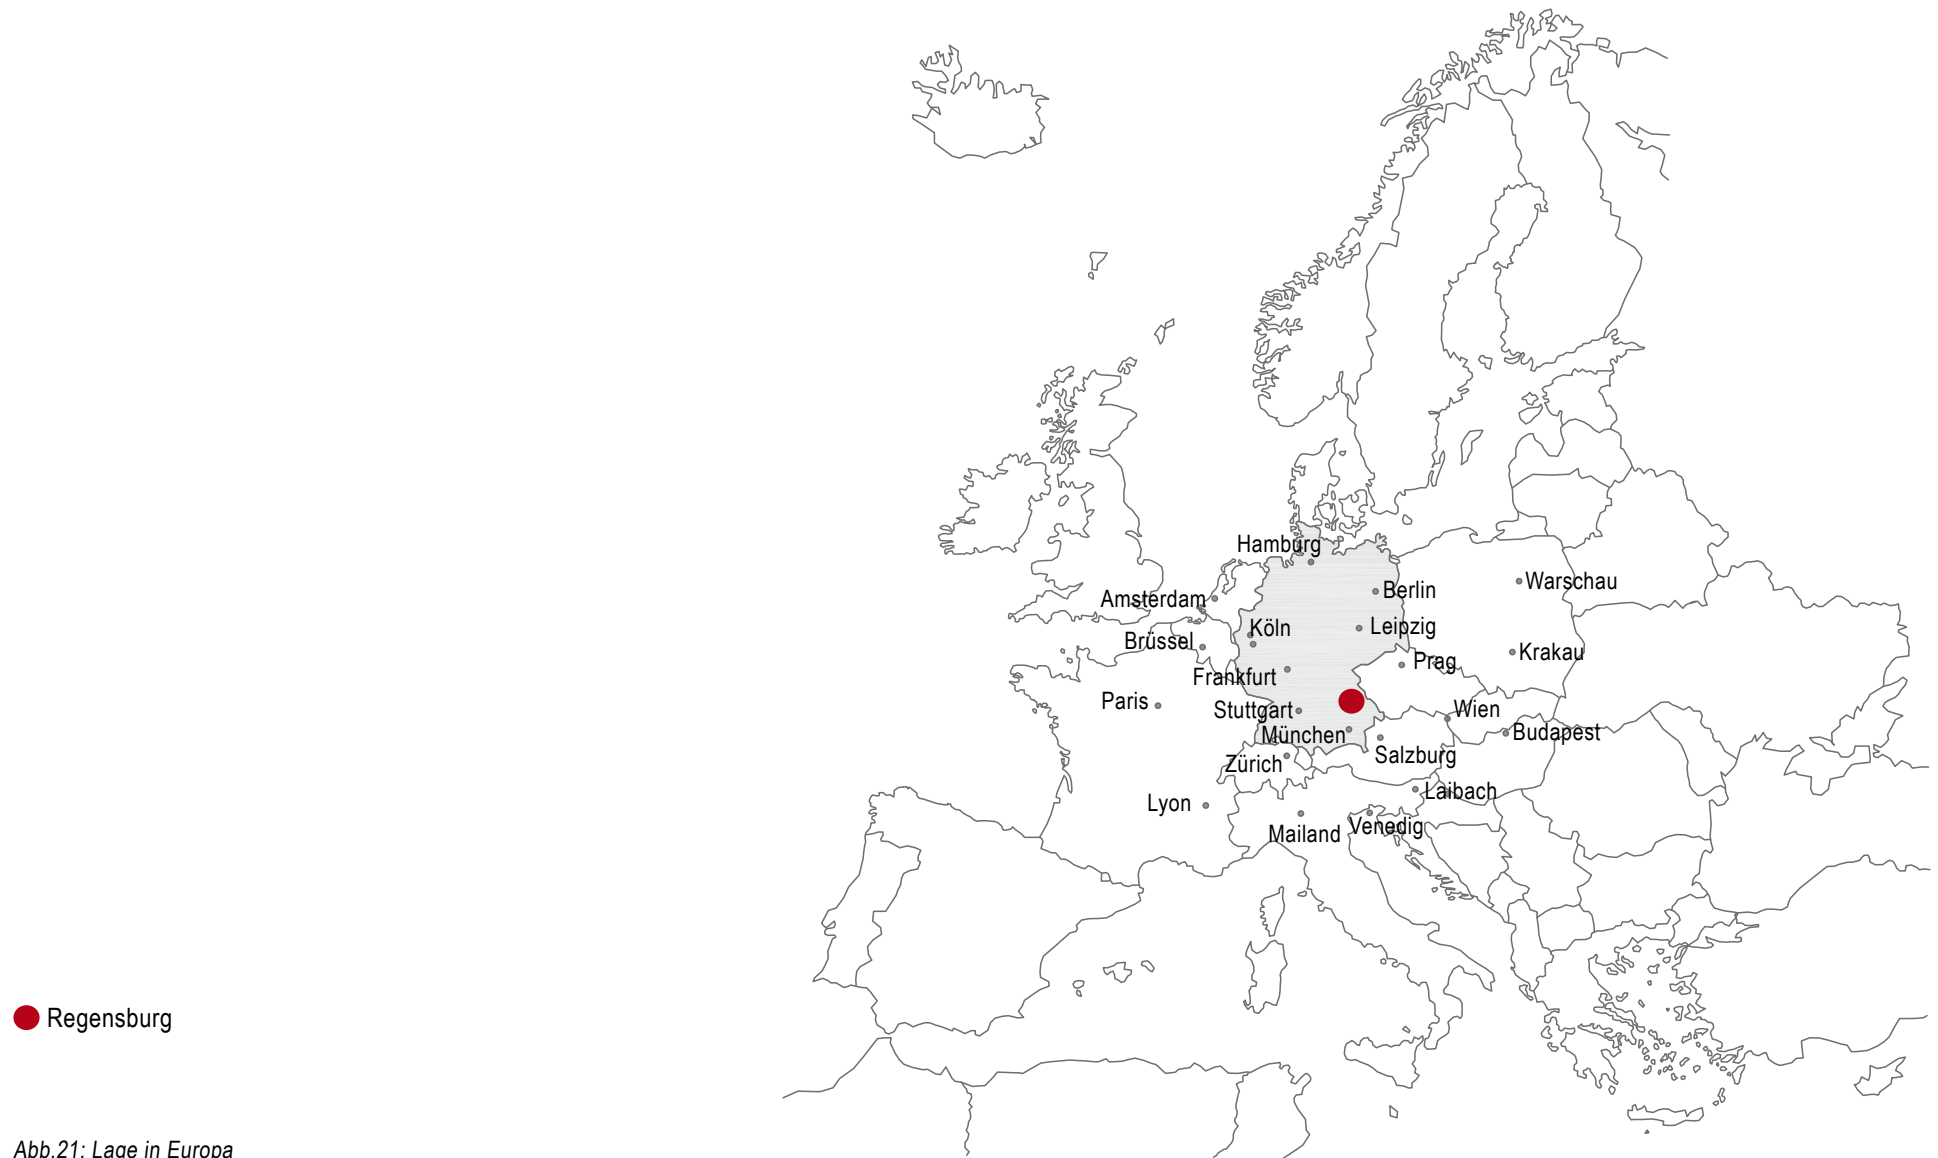 Hamburg
Warschau
Berlin
Amsterdam
Köln
Leipzig
Brüssel
Krakau
Prag
Frankfurt
Paris
Stuttgart
Wien
München
Budapest
Salzburg
Zürich
Laibach
Lyon
Venedig
Mailand
Regensburg
Abb.21: Lage in Europa